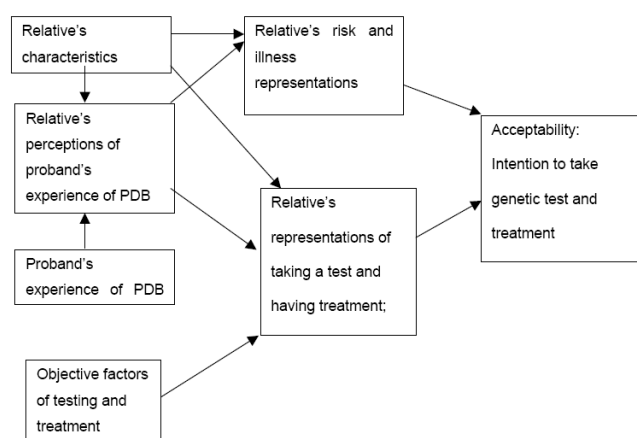 Relative's
characteristics
Relative's risk and
illness
representations
Relative's
perceptions of
proband's
experience of PDB
Acceptability:
Intention to take
genetic test and
treatment
Relative's
representations of
taking a test and
having treatment;
Proband's
experience of PDB
Objective factors
of testing and
treatment